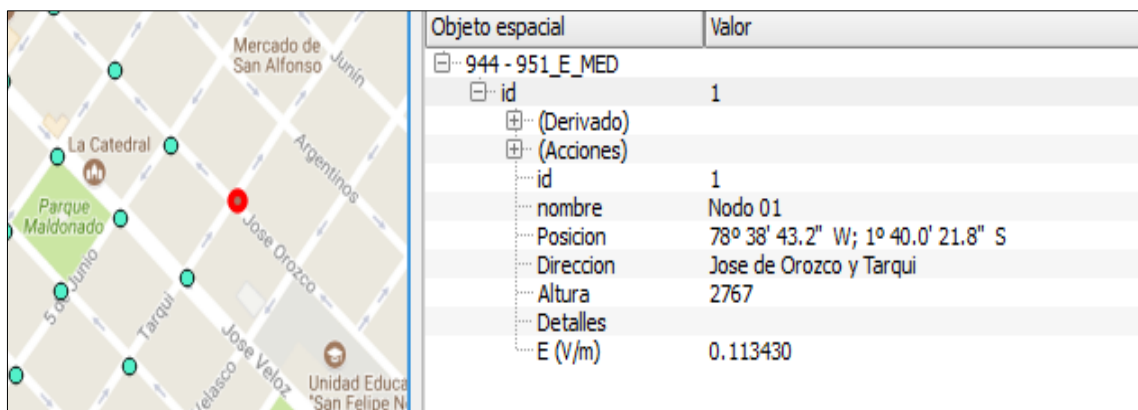 Mercado de
San Alfonso
Junín
La Catedral
Argentinos
Parque
Maldonado
Jose Orozco
5 de Junio
Tarqui
Jose Veloz
Velasco
Unidad Educa
"San Felipe N
Objeto espacial Valor
944 - 951_E_MED
id 1
(Derivado)
(Acciones)
id 1
nombre Nodo 01
Posicion 78º 38' 43.2" W; 1º 40.0' 21.8" S
Direccion Jose de Orozco y Tarqui
Altura 2767
Detalles
E (V/m) 0.113430